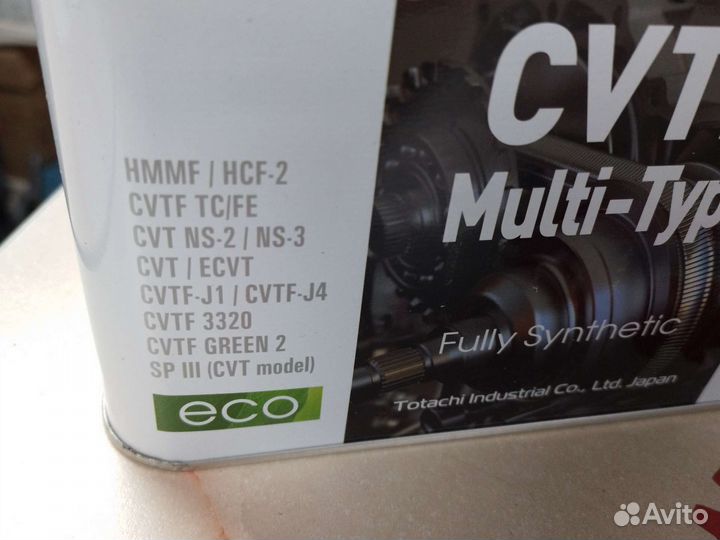 CVT
Multi-Typ
HMMF / HCF-2
CVTF TC/FE
CVT NS-2 / NS-3
CVT / ECVT
CVTF-J1 / CVTF-J4
CVTF 3320
CVTF GREEN 2
SP III (CVT model)
eco
Fully Synthetic
Totachi Industrial Co., Ltd. Japan
Avito